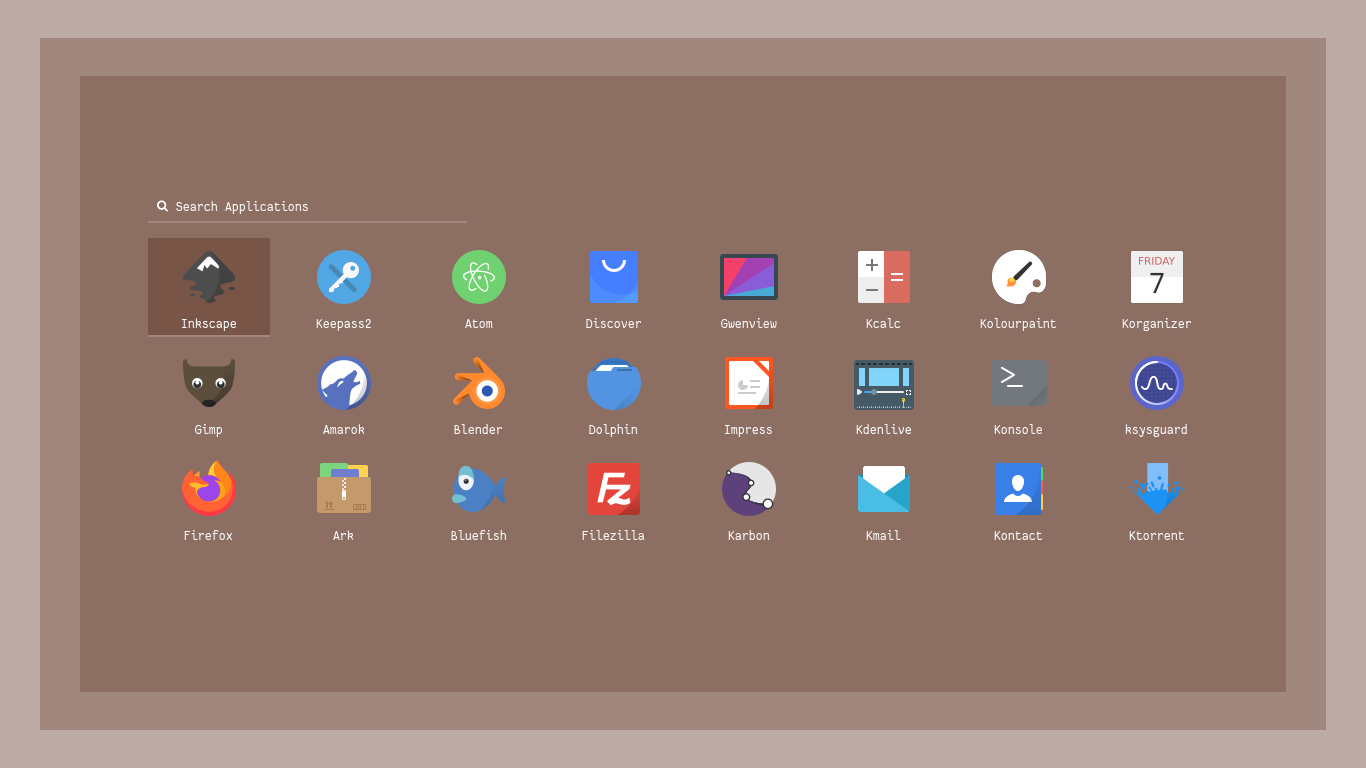 Search Applications
Inkscape
Keepass2
Atom
Discover
Gwenview
Kcalc
Kolourpaint
FRIDAY
7
Korganizer
Gimp
Amarok
Blender
Dolphin
Impress
Kdenlive
Konsole
ksysguard
Firefox
Ark
Bluefish
Fz
Filezilla
Karbon
Kmail
Kontact
Ktorrent